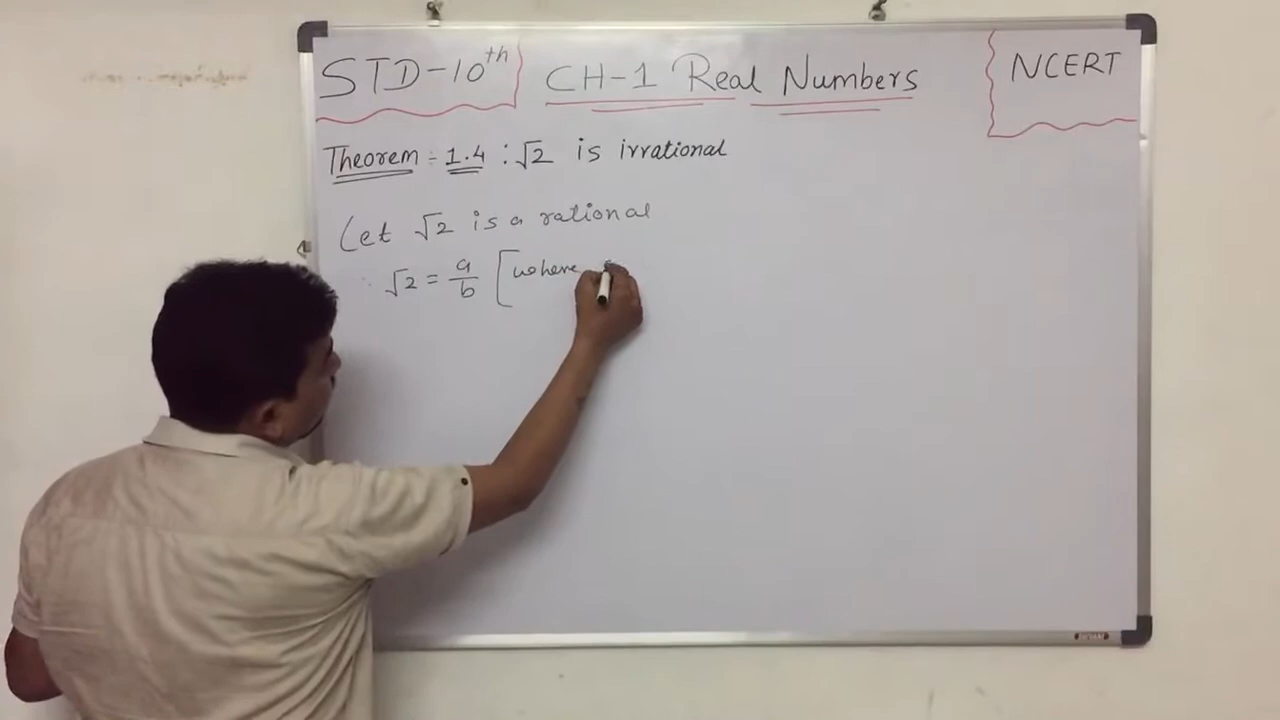 STD-10th CH-1 Real Numbers NCERT
Theorem :- 1.4 : √2 is irrational
Let √2 is a rational
∴ √2 = a/b [where